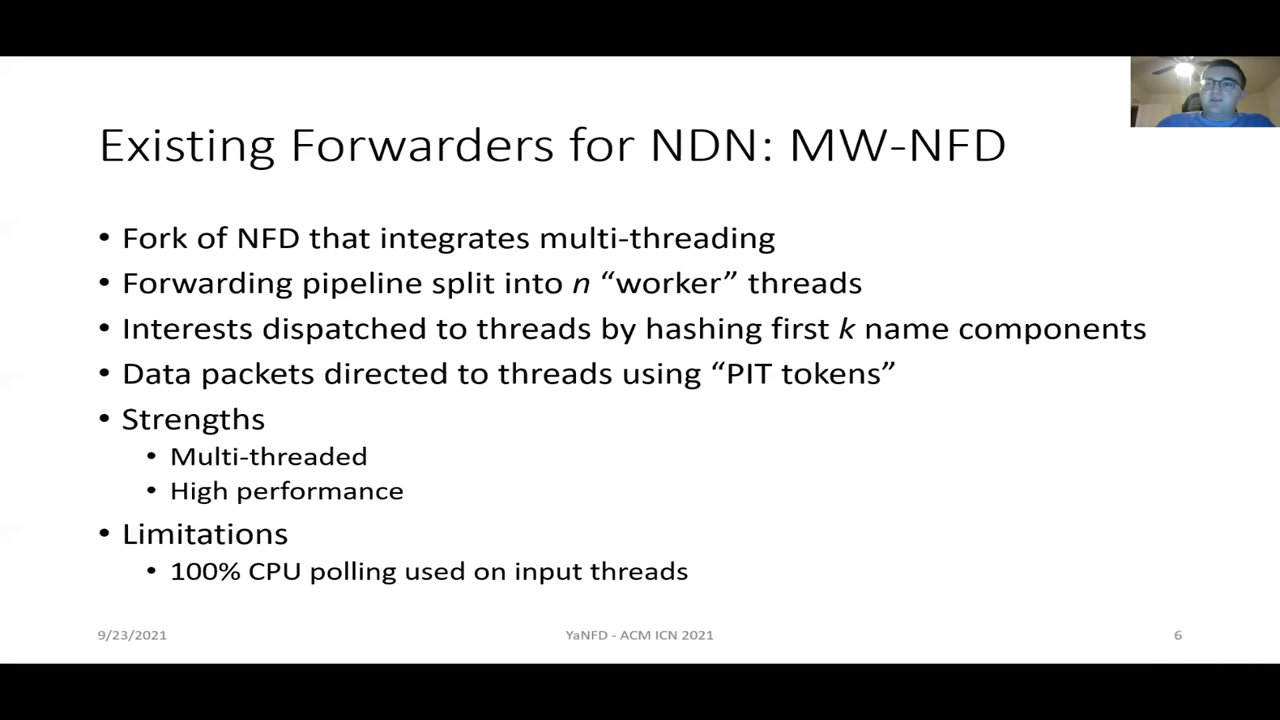 Existing Forwarders for NDN: MW-NFD
• Fork of NFD that integrates multi-threading
• Forwarding pipeline split into n “worker” threads
• Interests dispatched to threads by hashing first k name components
• Data packets directed to threads using “PIT tokens”
• Strengths
• Multi-threaded
• High performance
• Limitations
• 100% CPU polling used on input threads
9/23/2021
YaNFD - ACM ICN 2021
6